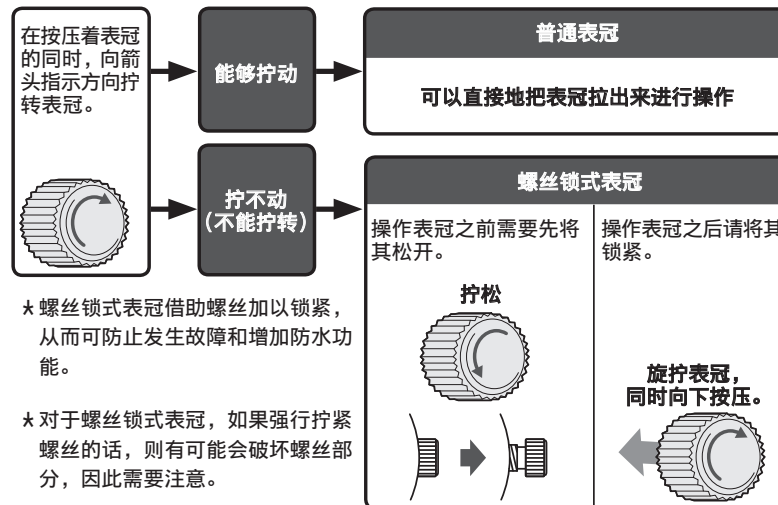 在按压着表冠
的同时，向箭
头指示方向拧
转表冠。
能够拧动
普通表冠
可以直接地把表冠拉出来进行操作
拧不动
（不能拧转）
螺丝锁式表冠
操作表冠之前需要先将
其松开。
拧松
操作表冠之后请将其
锁紧。
旋拧表冠，
同时向下按压。
* 螺丝锁式表冠借助螺丝加以锁紧，
从而可防止发生故障和增加防水功
能。
* 对于螺丝锁式表冠，如果强行拧紧
螺丝的话，则有可能会破坏螺丝部
分，因此需要注意。